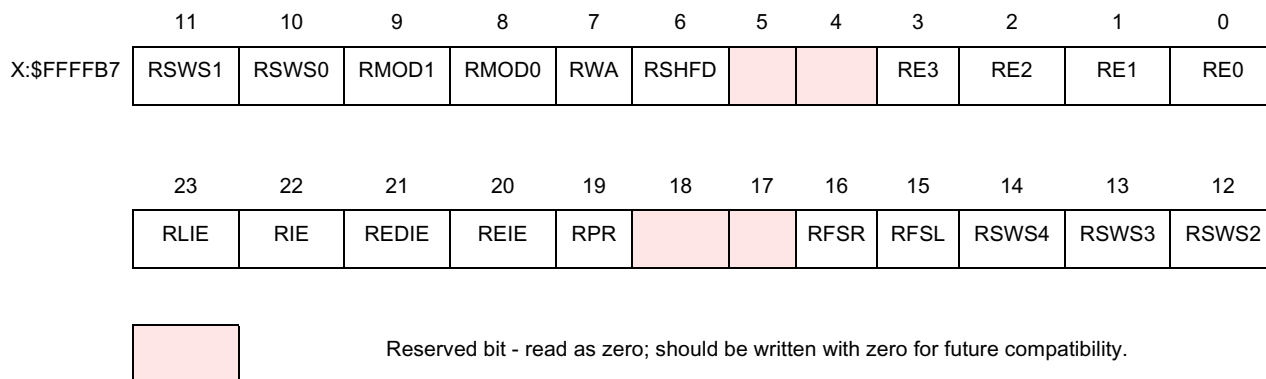 11 10 9 8 7 6 5 4 3 2 1 0
X:$FFFFB7 RSWS1 RSWS0 RMOD1 RMOD0 RWA RSHFD RE3 RE2 RE1 RE0
23 22 21 20 19 18 17 16 15 14 13 12
RLIE RIE REDIE REIE RPR RFSR RFSL RSWS4 RSWS3 RSWS2
Reserved bit - read as zero; should be written with zero for future compatibility.